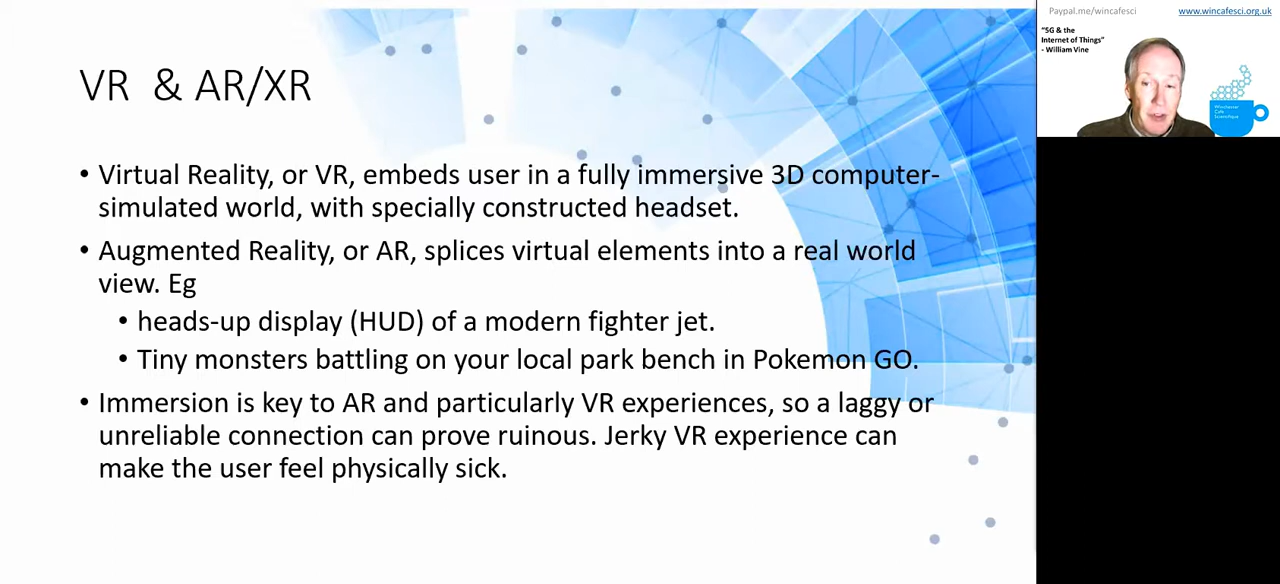 VR & AR/XR
• Virtual Reality, or VR, embeds user in a fully immersive 3D computer-
simulated world, with specially constructed headset.
• Augmented Reality, or AR, splices virtual elements into a real world
view. Eg
• heads-up display (HUD) of a modern fighter jet.
• Tiny monsters battling on your local park bench in Pokemon GO.
• Immersion is key to AR and particularly VR experiences, so a laggy or
unreliable connection can prove ruinous. Jerky VR experience can
make the user feel physically sick.
Paypal.me/wincafesci
www.wincafesci.org.uk
"5G & the
Internet of Things"
- William Vine
Winchester
Cafe
Scientifique